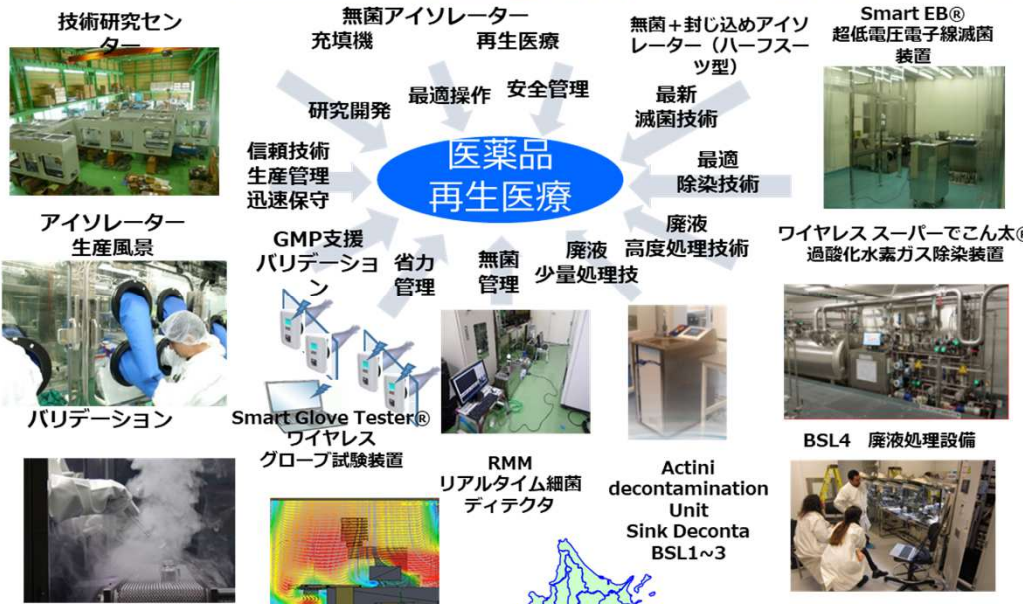 技術研究セン
ター
無菌アイソレーター
充填機 再生医療
無菌＋封じ込めアイソ
レーター（ハーフスー
ツ型）
Smart EB®
超低電圧電子線滅菌
装置
研究開発
最適操作
安全管理
最新
滅菌技術
信頼技術
生産管理
迅速保守
医薬品
再生医療
最適
除染技術
アイソレーター
生産風景
GMP支援
バリデーショ
ン
省力
管理
無菌
管理
廃液
少量処理技
廃液
高度処理技術
ワイヤレス スーパーでこん太®
過酸化水素ガス除染装置
バリデーション
Smart Glove Tester®
ワイヤレス
グローブ試験装置
RMM
リアルタイム細菌
ディテクタ
Actini
decontamination
Unit
Sink Deconta
BSL1~3
BSL4 廃液処理設備